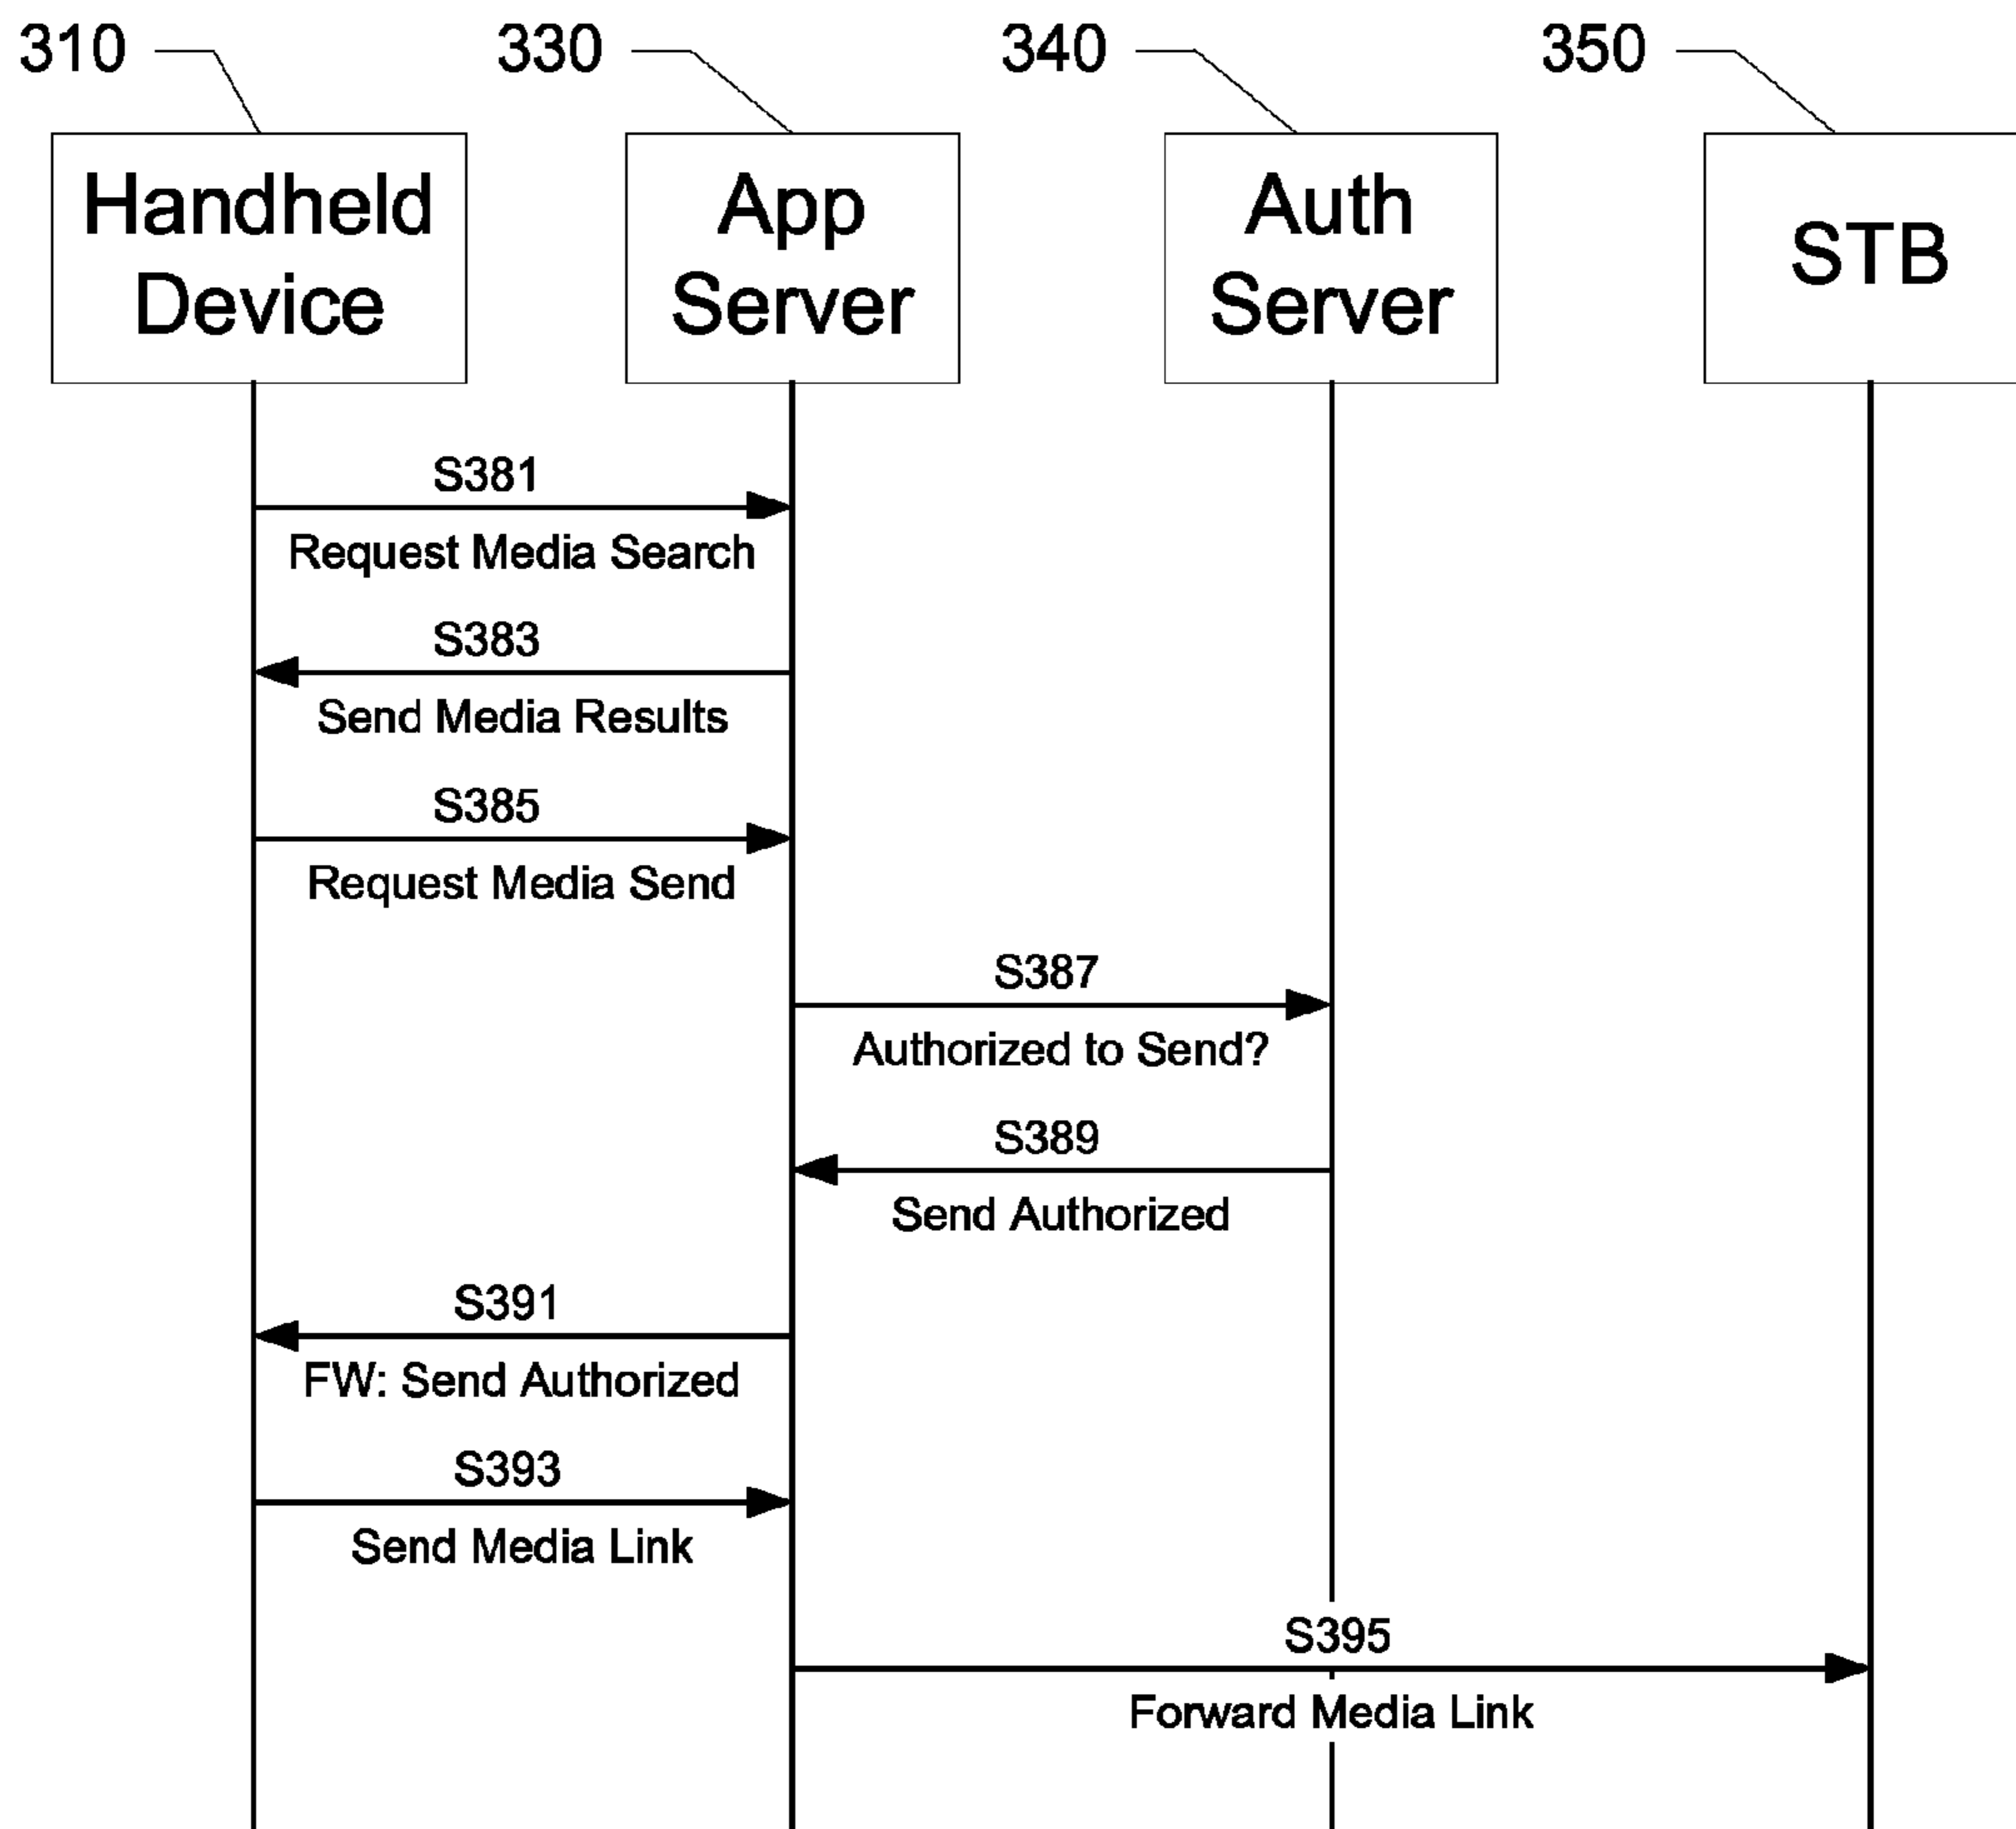 310
330
340
350
Handheld
Device
App
Server
Auth
Server
STB
S381
Request Media Search
S383
Send Media Results
S385
Request Media Send
S387
Authorized to Send?
S389
Send Authorized
S391
FW: Send Authorized
S393
Send Media Link
S395
Forward Media Link